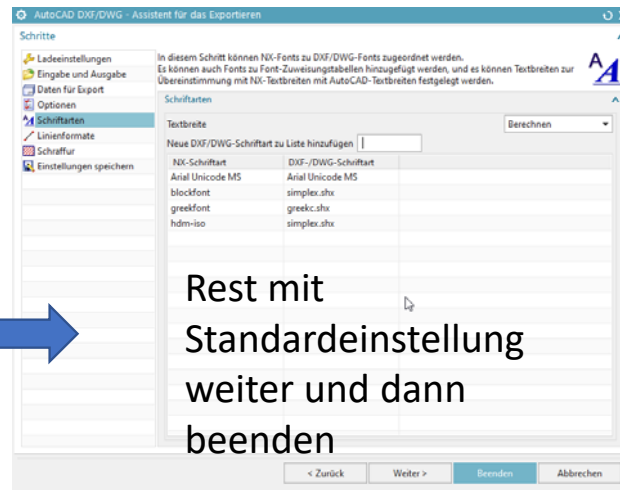 AutoCAD DXF/DWG - Assistent für das Exportieren
Schritte
Ladeeinstellungen
Eingabe und Ausgabe
Daten für Export
Optionen
Schriftarten
Linienformate
Schraffur
Einstellungen speichern
In diesem Schritt können NX-Fonts zu DXF/DWG-Fonts zugeordnet werden.
Es können auch Fonts zu Font-Zuweisungstabellen hinzugefügt werden, und es können Textbreiten zur
Übereinstimmung mit NX-Textbreiten mit AutoCAD-Textbreiten festgelegt werden.
A A
Schriftarten
Textbreite Berechnen
Neue DXF/DWG-Schriftart zu Liste hinzufügen
NX-Schriftart DXF-/DWG-Schriftart
Arial Unicode MS Arial Unicode MS
blockfont simplex.shx
greekfont greekc.shx
hdm-iso simplex.shx
Rest mit
Standardeinstellung
weiter und dann
beenden
< Zurück Weiter > Beenden Abbrechen